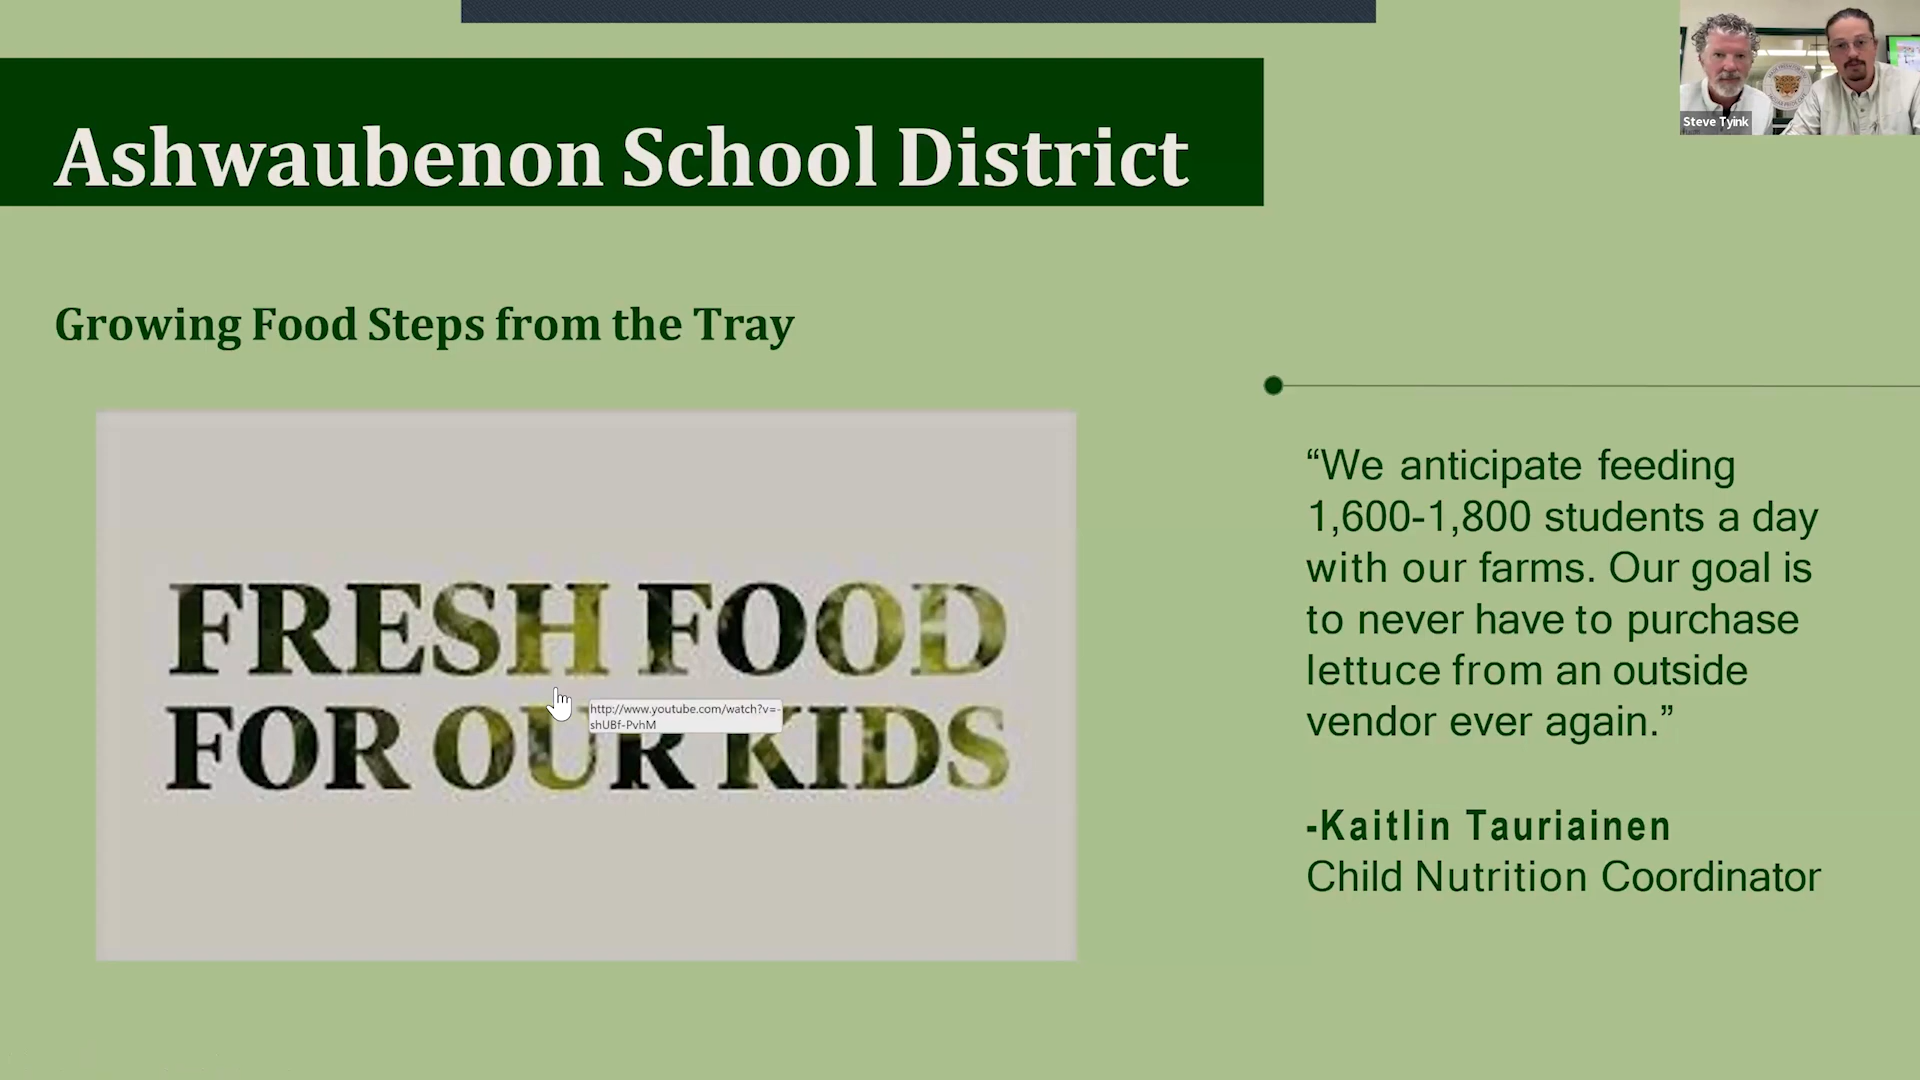 Ashwaubenon School District
Steve Tyink
Growing Food Steps from the Tray
FRESH FOOD
FOR OUR KIDS
http://www.youtube.com/watch?v=-
shUBf-PvhM
“We anticipate feeding
1,600-1,800 students a day
with our farms. Our goal is
to never have to purchase
lettuce from an outside
vendor ever again.”
-Kaitlin Tauriainen
Child Nutrition Coordinator